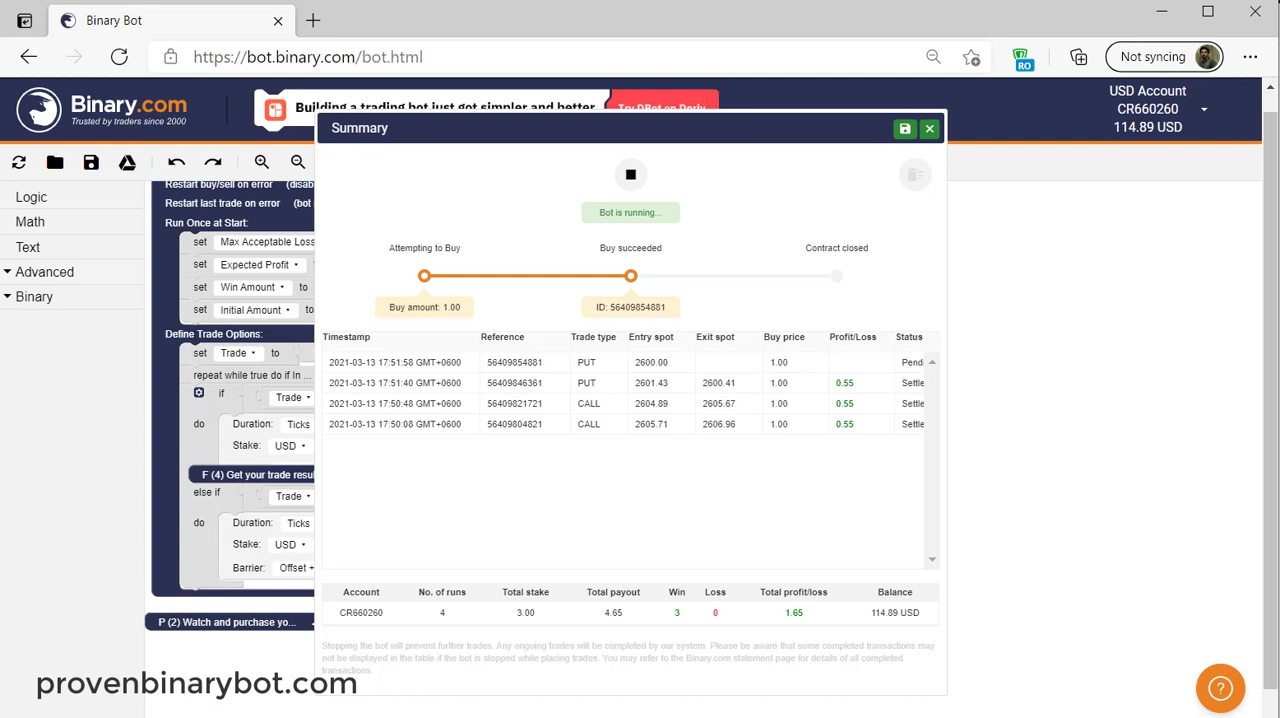 Binary Bot
https://bot.binary.com/bot.html
RO
Not syncing
Binary.com
Trusted by traders since 2000
Building a trading bot just got simpler and better
Try DBot on Deriv
USD Account
CR660260
114.89 USD
Summary
Logic
Math
Text
Advanced
Binary
Restart buy/sell on error (disab
Restart last trade on error (bot
Run Once at Start:
set Max Acceptable Loss
set Expected Profit t
set Win Amount to
set Initial Amount to
Define Trade Options:
set Trade to
repeat while true do if In ...
if Trade
do Duration: Ticks
Stake: USD
F (4) Get your trade resul
else if Trade
do Duration: Ticks
Stake: USD
Barrier: Offset +
P (2) Watch and purchase yo...
Bot is running...
Attempting to Buy Buy succeeded Contract closed
Buy amount: 1.00 ID: 56409854881
Timestamp Reference Trade type Entry spot Exit spot Buy price Profit/Loss Status
2021-03-13 17:51:58 GMT+0600 56409854881 PUT 2600.00 1.00 Pend
2021-03-13 17:51:40 GMT+0600 56409846361 PUT 2601.43 2600.41 1.00 0.55 Settle
2021-03-13 17:50:48 GMT+0600 56409821721 CALL 2604.89 2605.67 1.00 0.55 Settle
2021-03-13 17:50:08 GMT+0600 56409804821 CALL 2605.71 2606.96 1.00 0.55 Settle
Account No. of runs Total stake Total payout Win Loss Total profit/loss Balance
CR660260 4 3.00 4.65 3 0 1.65 114.89 USD
Stopping the bot will prevent further trades. Any ongoing trades will be completed by our system. Please be aware that some completed transactions may
not be displayed in the table if the bot is stopped while placing trades. You may refer to the Binary.com statement page for details of all completed
transactions.
provenbinarybot.com